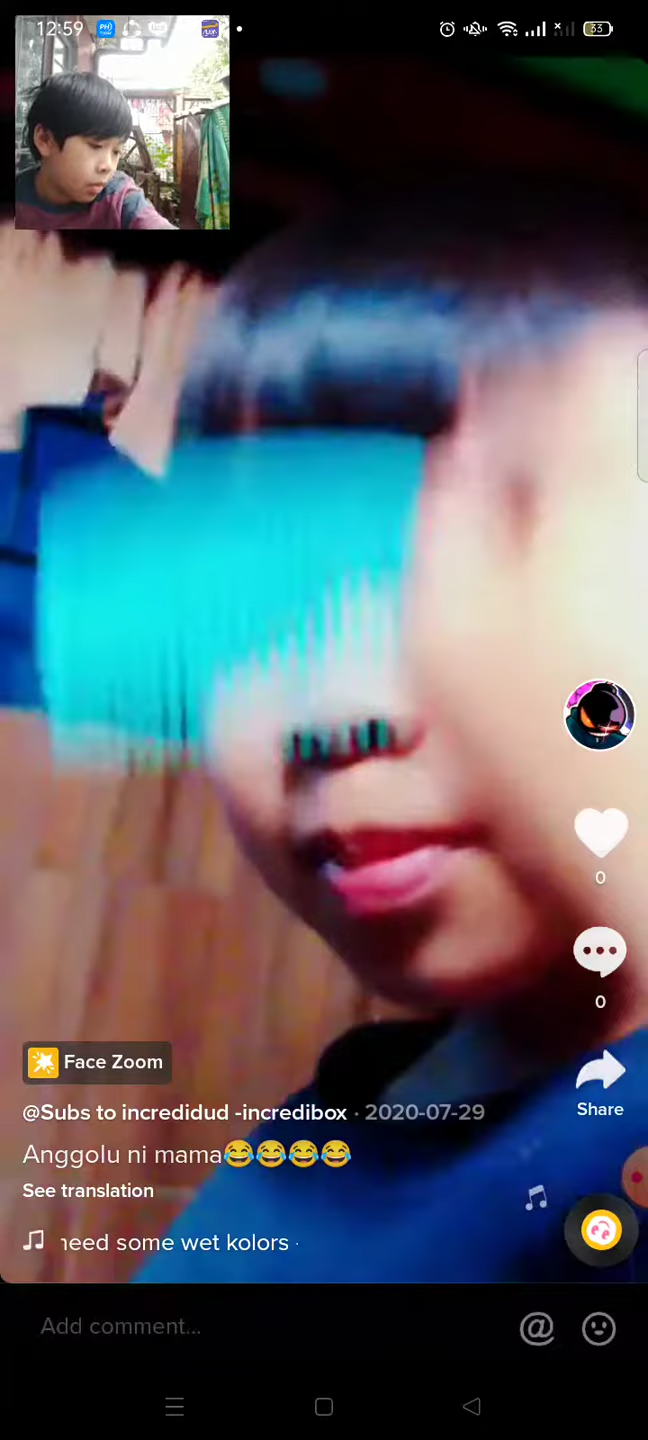 12:59
33
Face Zoom
@Subs to incredidud -incredibox · 2020-07-29
Anggolu ni mama😂😂😂😂
See translation
need some wet kolors ·
0
0
Share
Add comment...